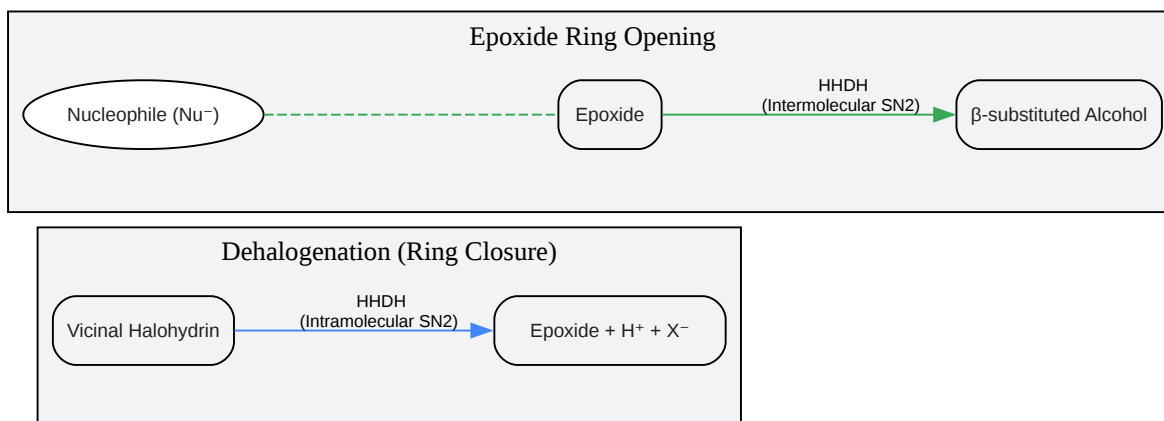 Epoxide Ring Opening
Nucleophile (Nu⁻)
Epoxide
HHDH
(Intermolecular SN2)
β-substituted Alcohol
Dehalogenation (Ring Closure)
Vicinal Halohydrin
HHDH
(Intramolecular SN2)
Epoxide + H⁺ + X⁻